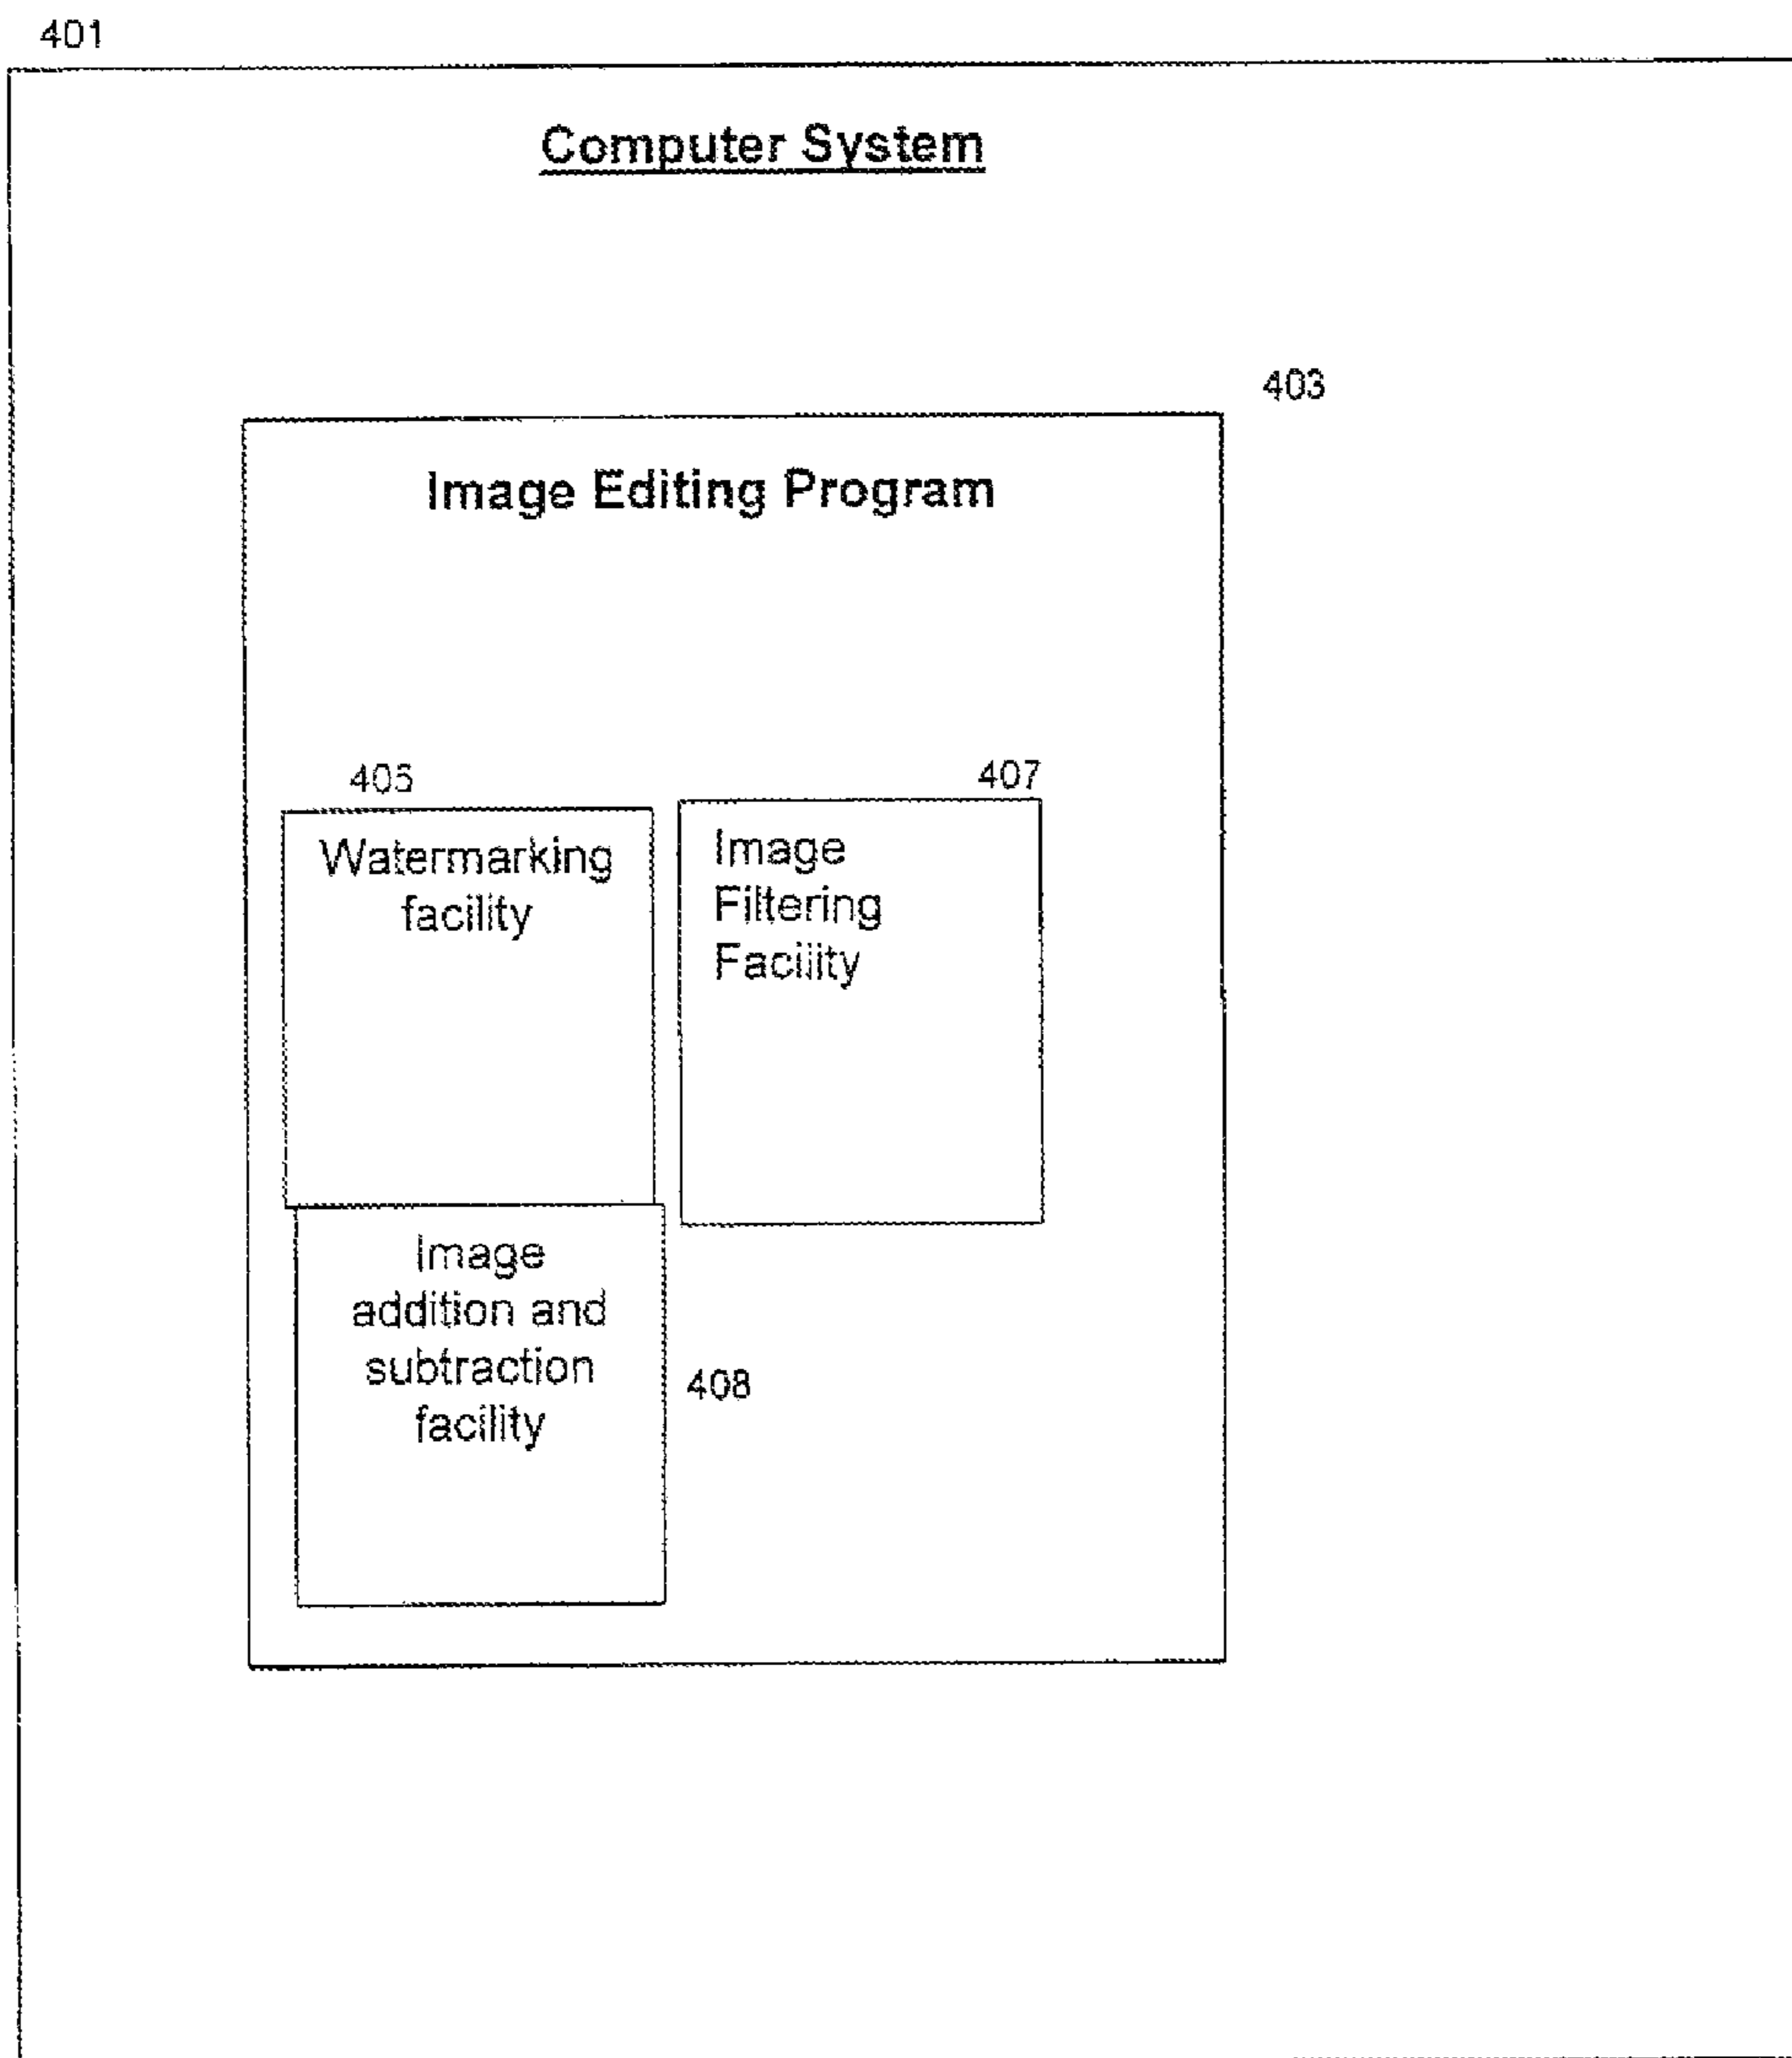 401
Computer System
403
Image Editing Program
405
407
Watermarking
facility
Image
Filtering
Facility
Image
addition and
subtraction
facility
408